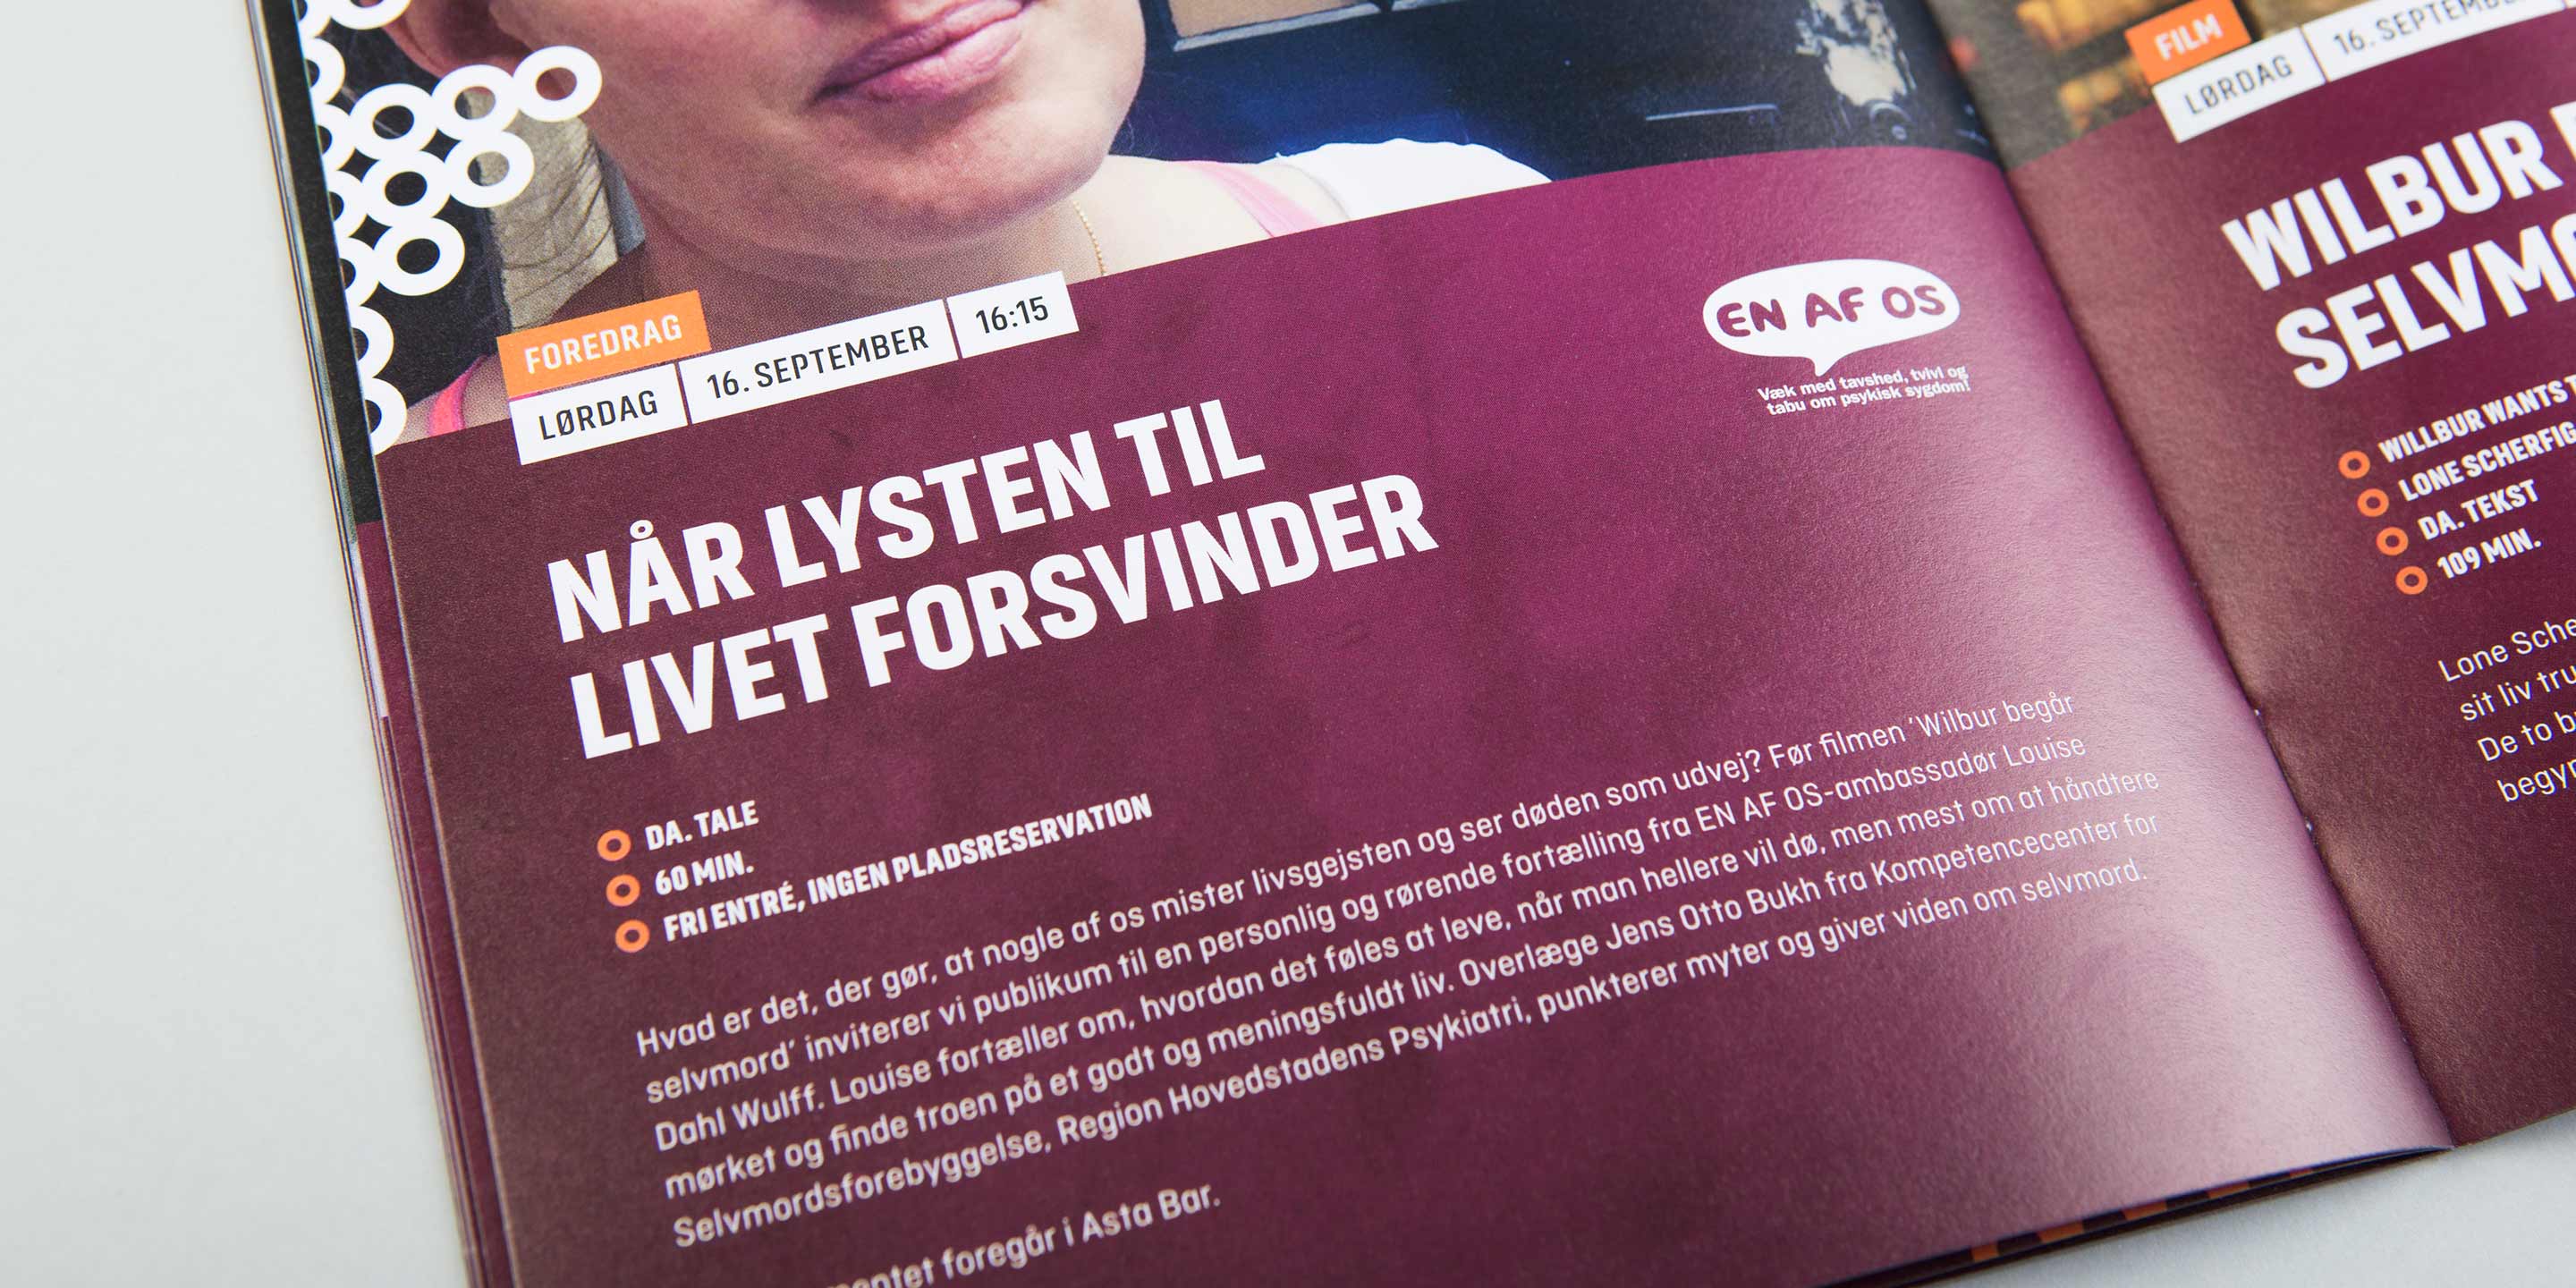 FOREDRAG
LØRDAG 16. SEPTEMBER 16:15
EN AF OS
Væk med tavshed, tvivl og
tabu om psykisk sygdom!
NÅR LYSTEN TIL
LIVET FORSVINDER
DA. TALE
60 MIN.
FRI ENTRÉ, INGEN PLADSRESERVATION
Hvad er det, der gør, at nogle af os mister livsgejsten og ser døden som udvej? Før filmen ‘Wilbur begår
selvmord’ inviterer vi publikum til en personlig og rørende fortælling fra EN AF OS-ambassadør Louise
Dahl Wulff. Louise fortæller om, hvordan det føles at leve, når man hellere vil dø, men mest om at håndtere
mørket og finde troen på et godt og meningsfuldt liv. Overlæge Jens Otto Bukh fra Kompetencecenter for
Selvmordsforebyggelse, Region Hovedstadens Psykiatri, punkterer myter og giver viden om selvmord.
foregår i Asta Bar.
FILM
LØRDAG 16. SEPTEMBER
WILBUR
WILLBUR WANTS
LONE SCHERFIG
DA. TEKST
109 MIN.
Lone
sit liv
De to